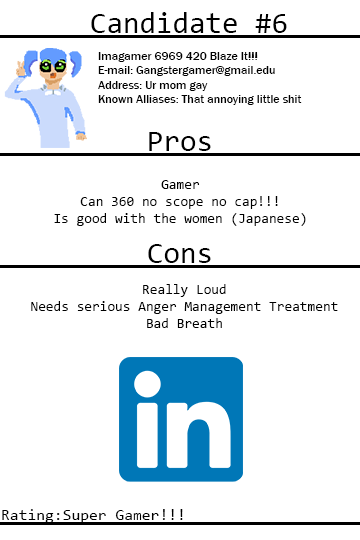 Candidate #6
Imagamer 6969 420 Blaze It!!!
E-mail: Gangstergamer@gmail.edu
Address: Ur mom gay
Known Alliases: That annoying little shit
Pros
Gamer
Can 360 no scope no cap!!!
Is good with the women (Japanese)
Cons
Really Loud
Needs serious Anger Management Treatment
Bad Breath
in
Rating:Super Gamer!!!